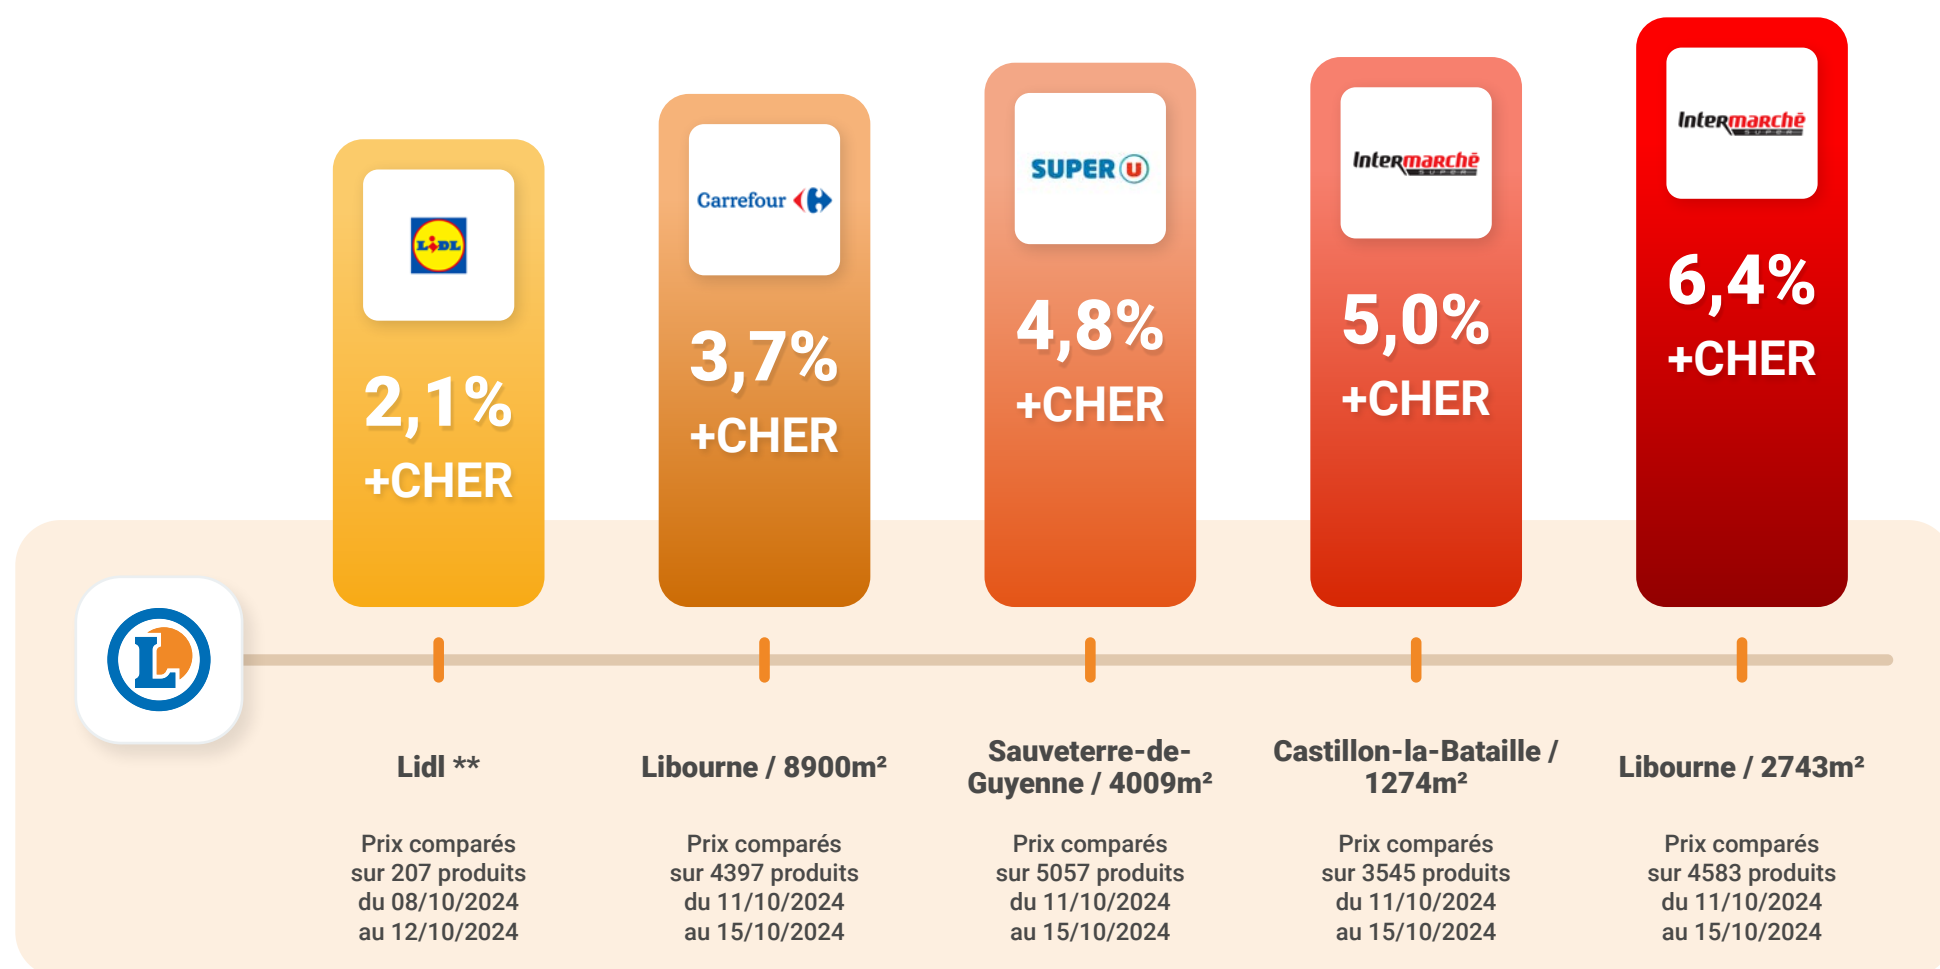 LIDL
2,1%
+CHER
Carrefour
3,7%
+CHER
SUPER U
4,8%
+CHER
Intermarchē
SUPER
5,0%
+CHER
Intermarchē
SUPER
6,4%
+CHER
L
Lidl **
Prix comparés
sur 207 produits
du 08/10/2024
au 12/10/2024
Libourne / 8900m²
Prix comparés
sur 4397 produits
du 11/10/2024
au 15/10/2024
Sauveterre-de-
Guyenne / 4009m²
Prix comparés
sur 5057 produits
du 11/10/2024
au 15/10/2024
Castillon-la-Bataille /
1274m²
Prix comparés
sur 3545 produits
du 11/10/2024
au 15/10/2024
Libourne / 2743m²
Prix comparés
sur 4583 produits
du 11/10/2024
au 15/10/2024